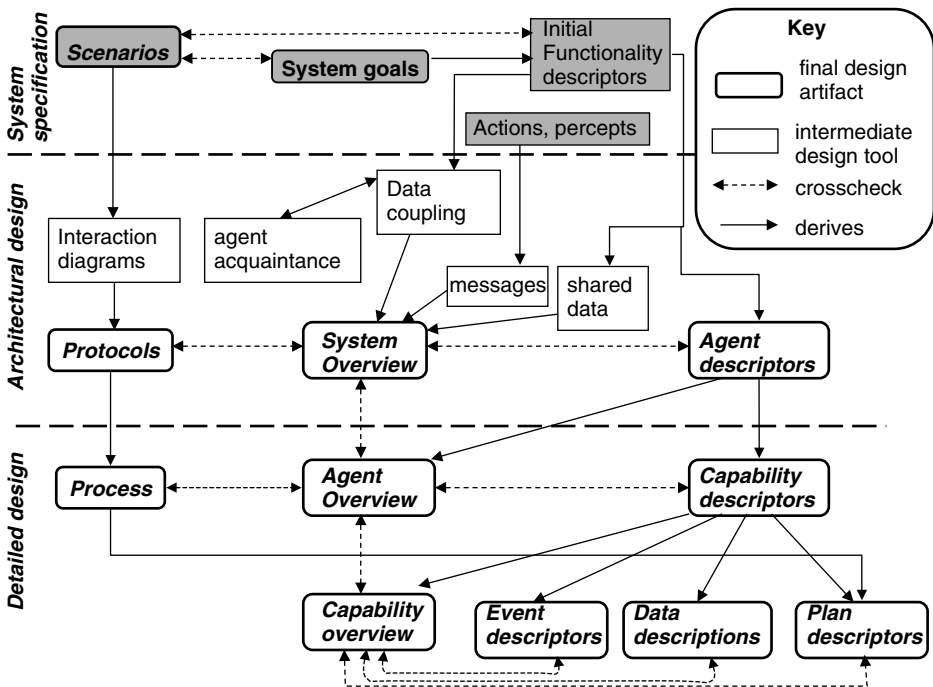 System
specification
Scenarios
System goals
Initial
Functionality
descriptors
Actions, percepts
Key
final design
artifact
intermediate
design tool
crosscheck
derives
Architectural design
Interaction
diagrams
agent
acquaintance
Data
coupling
messages
shared
data
Protocols
System
Overview
Agent
descriptors
Detailed design
Process
Agent
Overview
Capability
descriptors
Capability
overview
Event
descriptors
Data
descriptions
Plan
descriptors